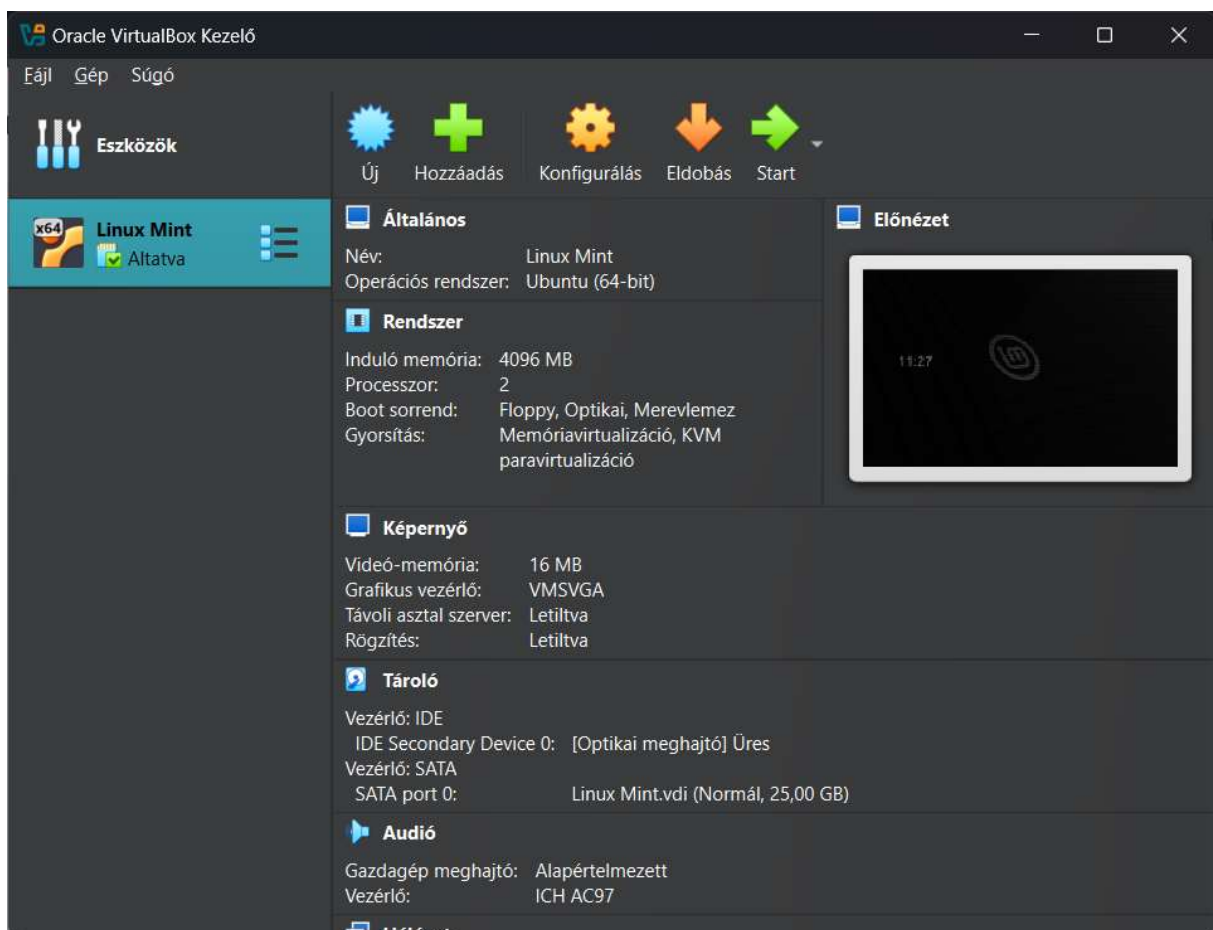 Oracle VirtualBox Kezelő
Fájl Gép Súgó
Eszközök
Új Hozzáadás Konfigurálás Eldobás Start
x64
Linux Mint
Altatva
Általános
Név: Linux Mint
Operációs rendszer: Ubuntu (64-bit)
Előnézet
11:27
Rendszer
Induló memória: 4096 MB
Processzor: 2
Boot sorrend: Floppy, Optikai, Merevlemez
Gyorsítás: Memóriavirtualizáció, KVM
paravirtualizáció
Képernyő
Videó-memória: 16 MB
Grafikus vezérlő: VMSVGA
Távoli asztal szerver: Letiltva
Rögzítés: Letiltva
Tároló
Vezérlő: IDE
IDE Secondary Device 0: [Optikai meghajtó] Üres
Vezérlő: SATA
SATA port 0: Linux Mint.vdi (Normál, 25,00 GB)
Audió
Gazdagép meghajtó: Alapértelmezett
Vezérlő: ICH AC97